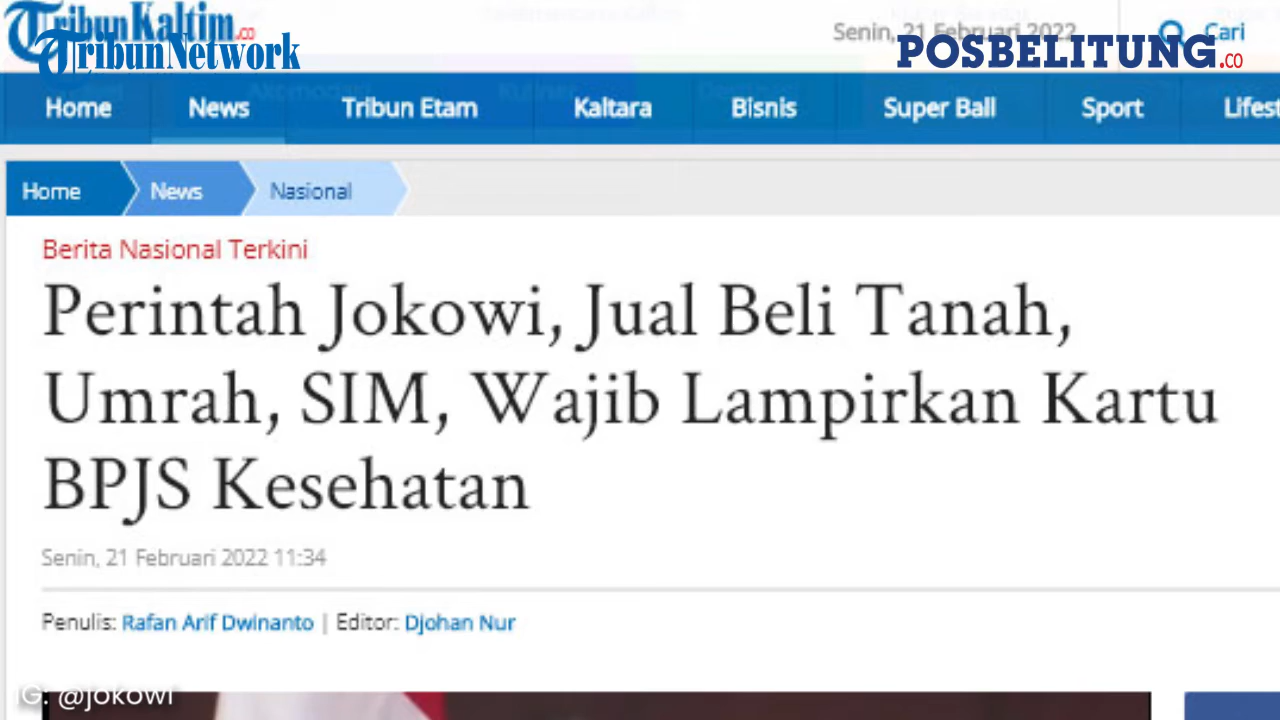 TribunKaltim.co
TribunNetwork
Senin, 21 Februari 2022
Cari
POSBELITUNG.co
Home News Tribun Etam Kaltara Bisnis Super Ball Sport Lifest
Home News Nasional
Berita Nasional Terkini
Perintah Jokowi, Jual Beli Tanah,
Umrah, SIM, Wajib Lampirkan Kartu
BPJS Kesehatan
Senin, 21 Februari 2022 11:34
Penulis: Rafan Arif Dwinanto | Editor: Djohan Nur
IG: @jokowi